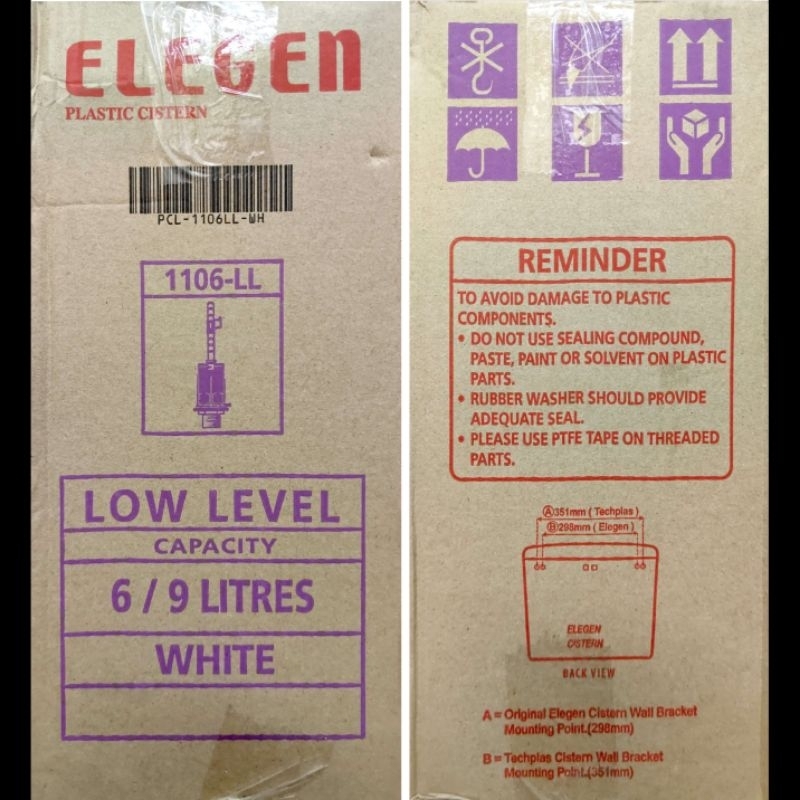 ELEGEN
PLASTIC CISTERN
PCL-1106LL-WH
1106-LL
LOW LEVEL
CAPACITY
6 / 9 LITRES
WHITE
REMINDER
TO AVOID DAMAGE TO PLASTIC
COMPONENTS.
• DO NOT USE SEALING COMPOUND,
PASTE, PAINT OR SOLVENT ON PLASTIC
PARTS.
• RUBBER WASHER SHOULD PROVIDE
ADEQUATE SEAL.
• PLEASE USE PTFE TAPE ON THREADED
PARTS.
Ⓐ351mm ( Techplas )
Ⓑ298mm ( Elegen )
ELEGEN
CISTERN
BACK VIEW
A = Original Elegen Cistern Wall Bracket
Mounting Point.(298mm)
B = Techplas Cistern Wall Bracket
Mounting Point.(351mm)